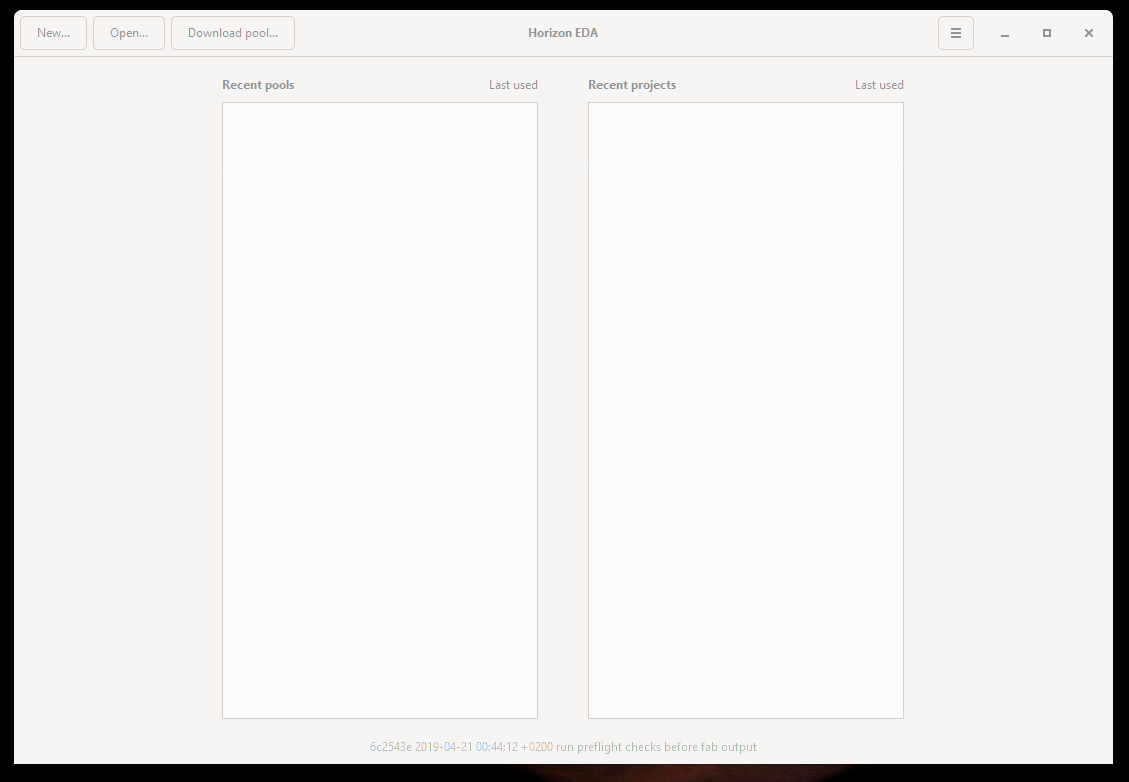 New... Open... Download pool... Horizon EDA
Recent pools Last used Recent projects Last used
6c2543e 2019-04-21 00:44:12 +0200 run preflight checks before fab output